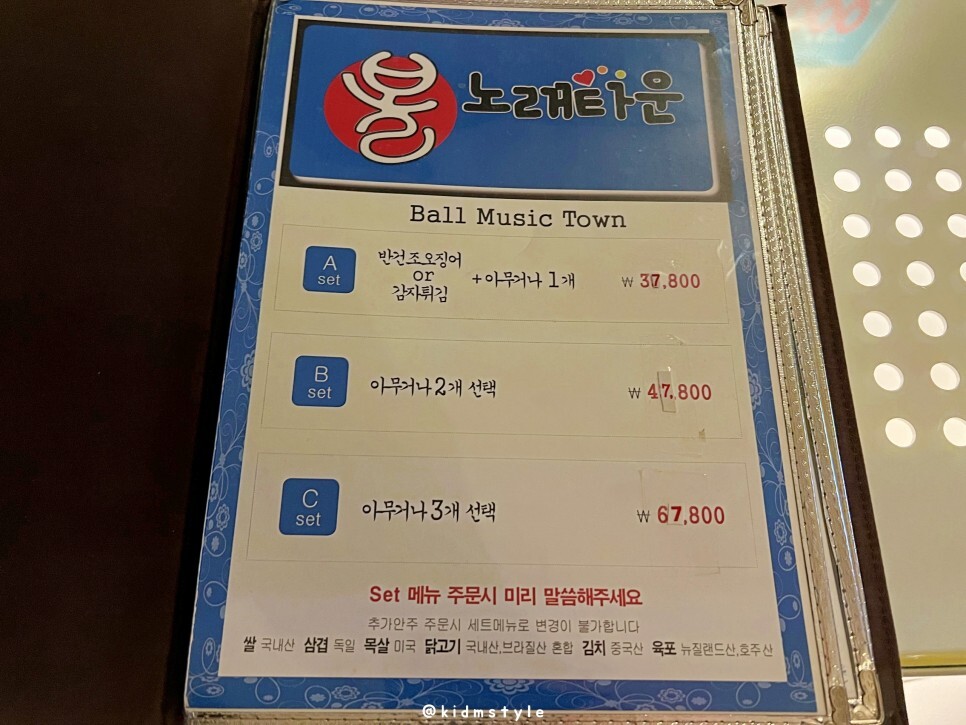 볼 노래타운
Ball Music Town
A set
반건조오징어 or 감자튀김 + 아무거나 1개
₩ 37,800
B set
아무거나 2개 선택
₩ 47,800
C set
아무거나 3개 선택
₩ 67,800
Set 메뉴 주문시 미리 말씀해주세요
추가안주 주문시 세트메뉴로 변경이 불가합니다
쌀 국내산 삼겹 독일 목살 미국 닭고기 국내산,브라질산 혼합 김치 중국산 육포 뉴질랜드산,호주산
@kidmstyle